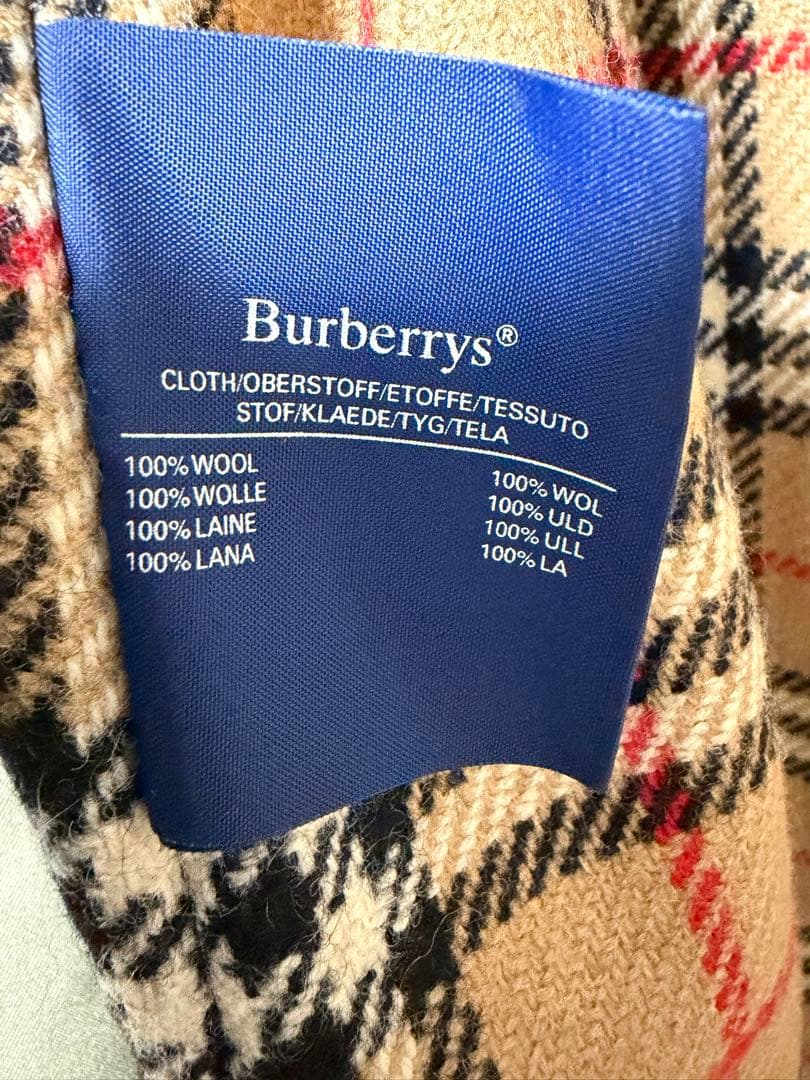 Burberrys®
CLOTH/OBERSTOFF/ETOFFE/TESSUTO
STOF/KLAEDE/TYG/TELA
100% WOOL
100% WOLLE
100% LAINE
100% LANA
100% WOL
100% ULD
100% ULL
100% LA